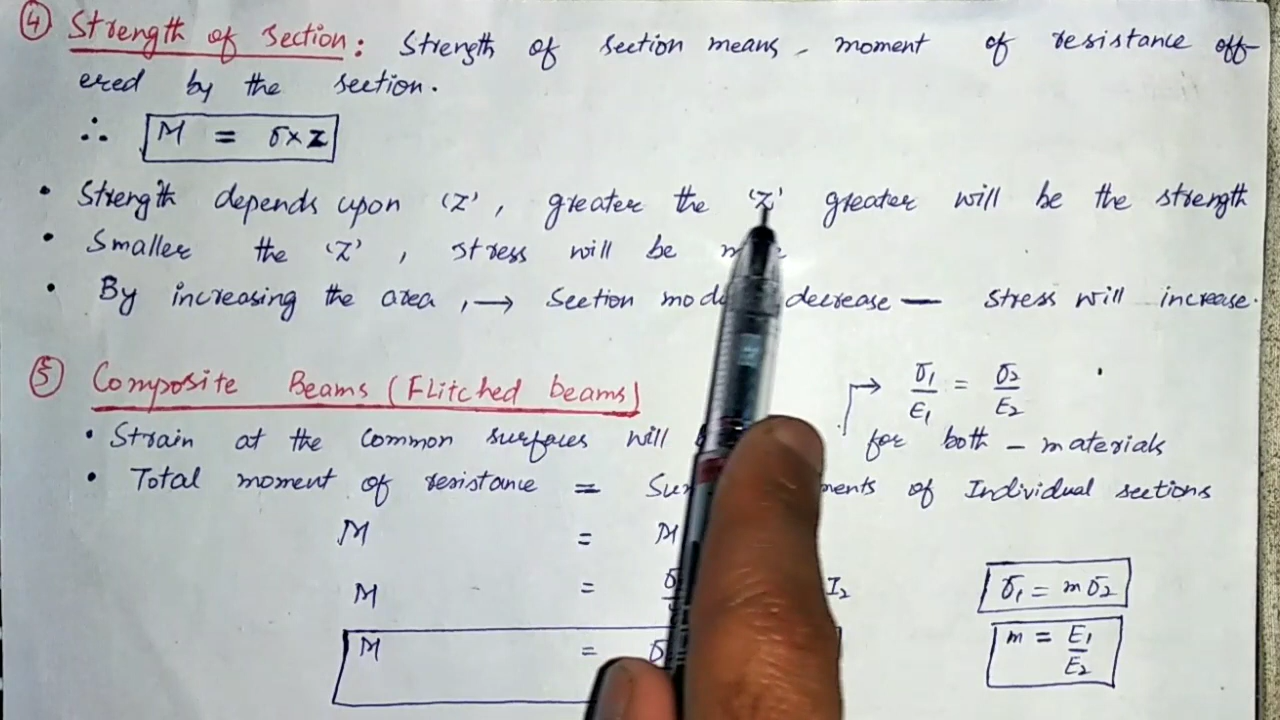 ④ Strength of Section : Strength of section means - moment of resistance off-
ered by the section.
∴ M = σ×Z
• Strength depends upon 'Z', greater the 'Z' greater will be the strength
• Smaller the 'Z', stress will be
• By increasing the area, → Section decrease — stress will increase.
⑤ Composite Beams (Flitched beams)
σ1/E1 = σ2/E2
• Strain at the common surfaces will for both - materials
• Total moment of resistance = of Individual sections
M = M
M = σ I2
σ1 = mσ2
M = σ
m = E1/E2